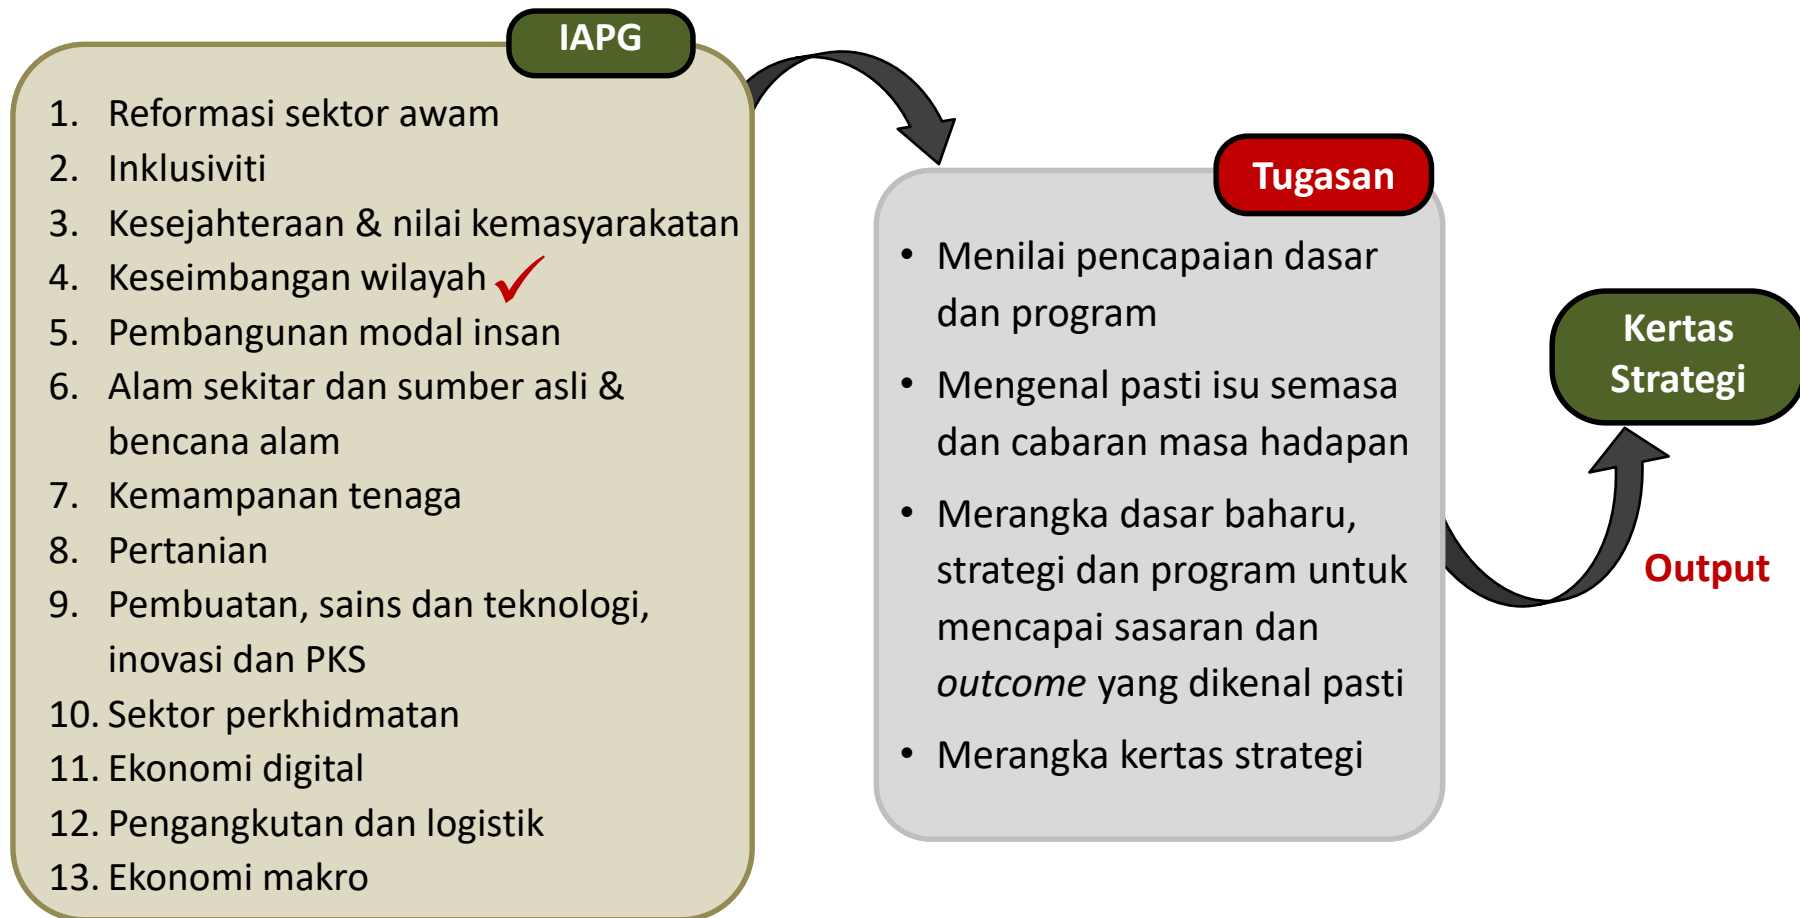 IAPG
1. Reformasi sektor awam
2. Inklusiviti
3. Kesejahteraan & nilai kemasyarakatan
4. Keseimbangan wilayah
5. Pembangunan modal insan
6. Alam sekitar dan sumber asli &
bencana alam
7. Kemampanan tenaga
8. Pertanian
9. Pembuatan, sains dan teknologi,
inovasi dan PKS
10. Sektor perkhidmatan
11. Ekonomi digital
12. Pengangkutan dan logistik
13. Ekonomi makro
Tugasan
• Menilai pencapaian dasar
dan program
• Mengenal pasti isu semasa
dan cabaran masa hadapan
• Merangka dasar baharu,
strategi dan program untuk
mencapai sasaran dan
outcome yang dikenal pasti
• Merangka kertas strategi
Kertas
Strategi
Output